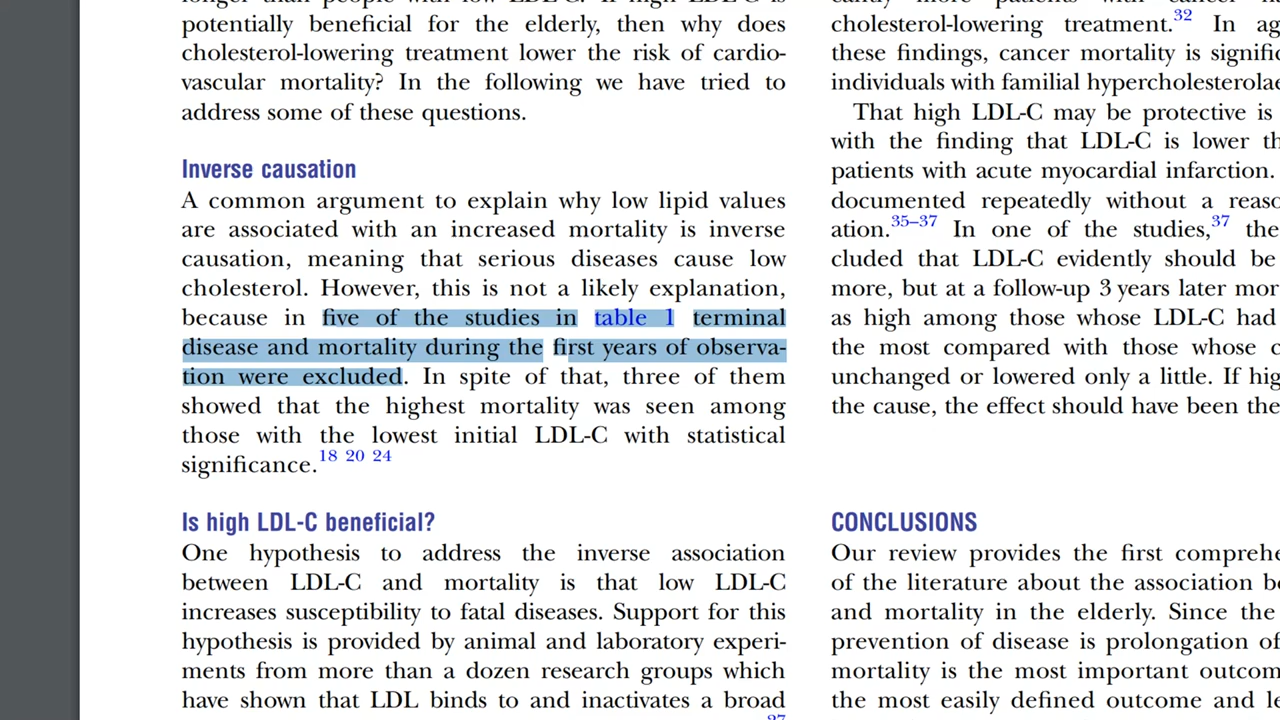 longer than people with low LDL-C. If high LDL-C is
potentially beneficial for the elderly, then why does
cholesterol-lowering treatment lower the risk of cardio-
vascular mortality? In the following we have tried to
address some of these questions.
Inverse causation
A common argument to explain why low lipid values
are associated with an increased mortality is inverse
causation, meaning that serious diseases cause low
cholesterol. However, this is not a likely explanation,
because in five of the studies in table 1 terminal
disease and mortality during the first years of observa-
tion were excluded. In spite of that, three of them
showed that the highest mortality was seen among
those with the lowest initial LDL-C with statistical
significance.18 20 24
Is high LDL-C beneficial?
One hypothesis to address the inverse association
between LDL-C and mortality is that low LDL-C
increases susceptibility to fatal diseases. Support for this
hypothesis is provided by animal and laboratory experi-
ments from more than a dozen research groups which
have shown that LDL binds to and inactivates a broad
27
cantly more patients with cancer
cholesterol-lowering treatment.32 In ag
these findings, cancer mortality is signific
individuals with familial hypercholesterolae
That high LDL-C may be protective is
with the finding that LDL-C is lower th
patients with acute myocardial infarction.
documented repeatedly without a reaso
ation.35–37 In one of the studies,37 the
cluded that LDL-C evidently should be
more, but at a follow-up 3 years later mor
as high among those whose LDL-C had
the most compared with those whose c
unchanged or lowered only a little. If hig
the cause, the effect should have been the
CONCLUSIONS
Our review provides the first comprehe
of the literature about the association be
and mortality in the elderly. Since the
prevention of disease is prolongation of
mortality is the most important outcom
the most easily defined outcome and le